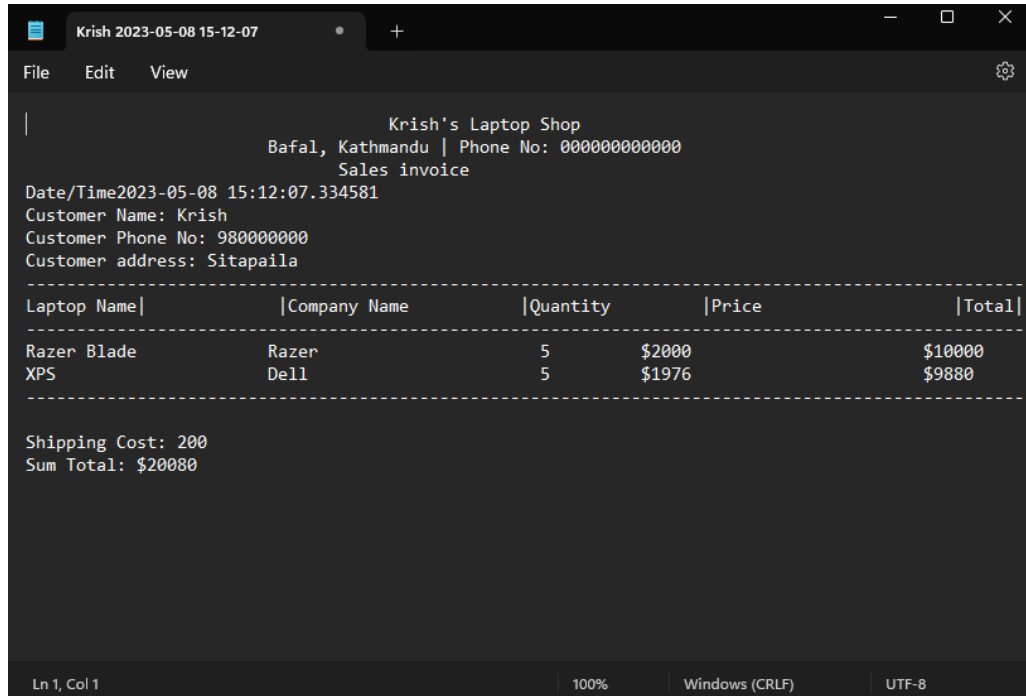 Krish 2023-05-08 15-12-07
File Edit View
Krish's Laptop Shop
Bafal, Kathmandu | Phone No: 000000000000
Sales invoice
Date/Time2023-05-08 15:12:07.334581
Customer Name: Krish
Customer Phone No: 980000000
Customer address: Sitapaila
---------------------------------------------------------------------------------------------------
Laptop Name| |Company Name |Quantity |Price |Total|
---------------------------------------------------------------------------------------------------
Razer Blade Razer 5 $2000 $10000
XPS Dell 5 $1976 $9880
---------------------------------------------------------------------------------------------------
Shipping Cost: 200
Sum Total: $20080
Ln 1, Col 1 100% Windows (CRLF) UTF-8